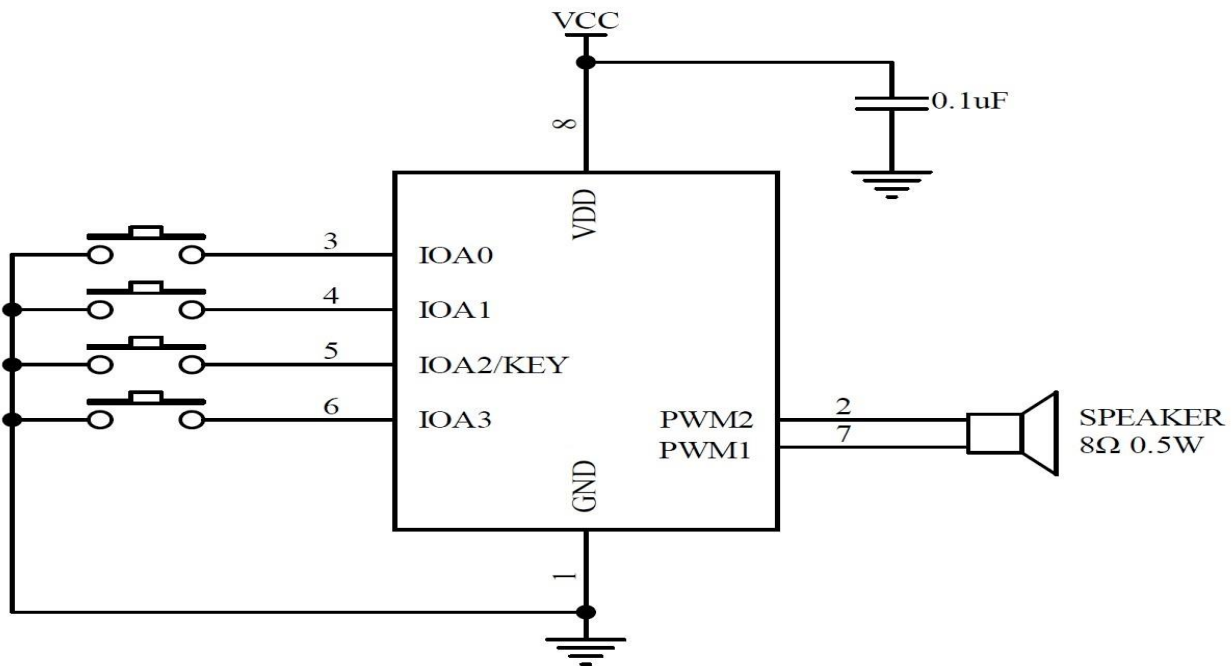 VCC
0.1uF
8
VDD
3
IOA0
4
IOA1
5
IOA2/KEY
6
IOA3
PWM2
2
PWM1
7
SPEAKER
8Ω 0.5W
GND
1